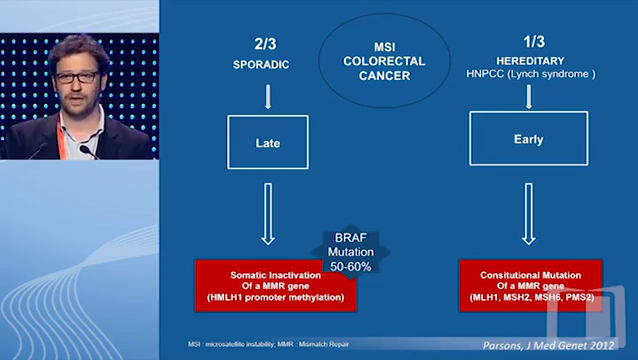 MSI
COLORECTAL
CANCER
2/3
SPORADIC
1/3
HEREDITARY
HNPCC (Lynch syndrome )
Late
Early
BRAF
Mutation
50-60%
Somatic Inactivation
Of a MMR gene
(HMLH1 promoter methylation)
Consitutional Mutation
Of a MMR gene
(MLH1, MSH2, MSH6, PMS2)
MSI : microsatellite instability; MMR : Mismatch Repair
Parsons, J Med Genet 2012